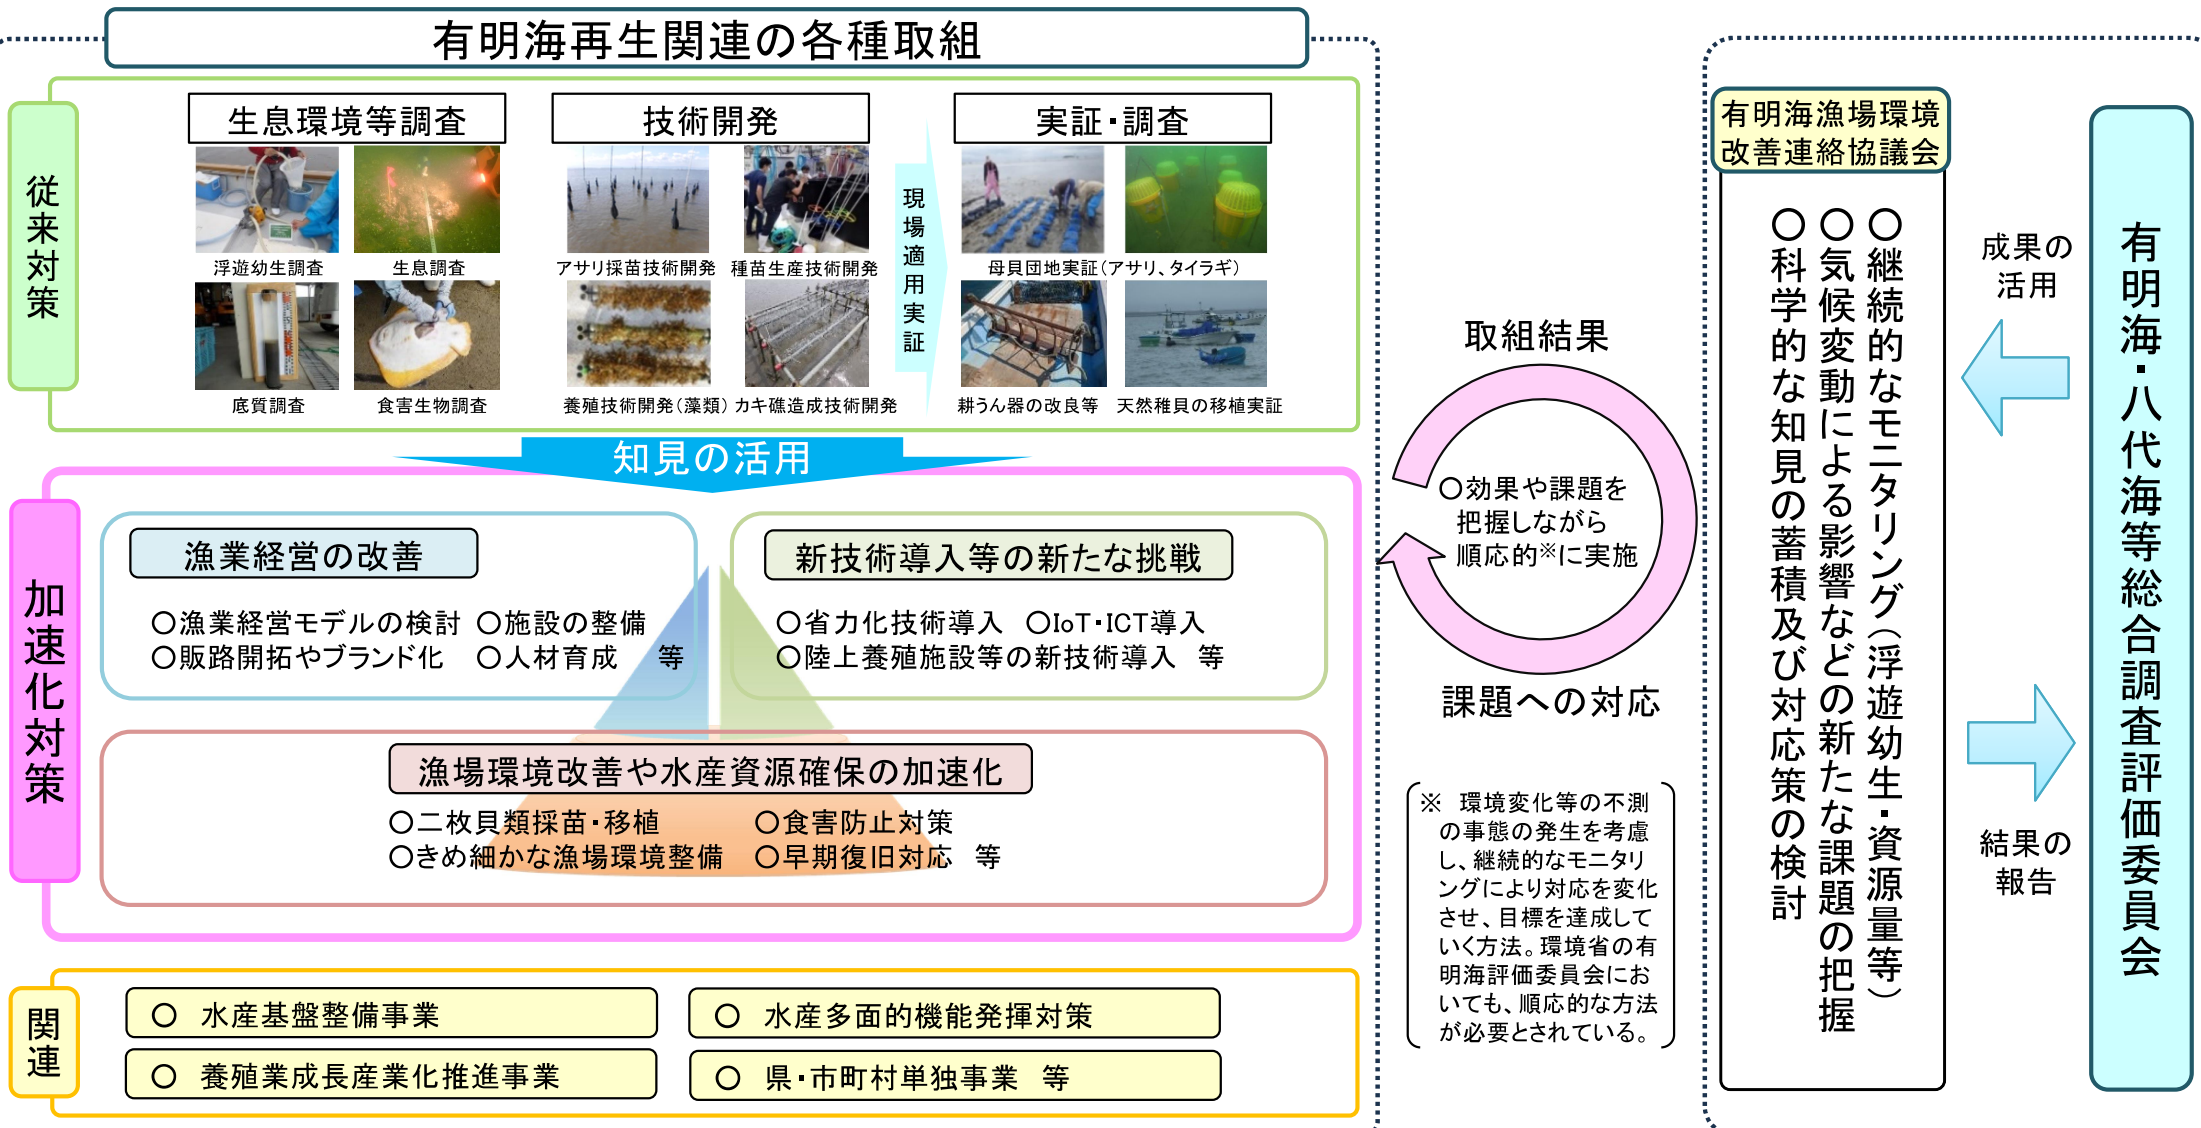 有明海再生関連の各種取組
従来対策
生息環境等調査
浮遊幼生調査
生息調査
底質調査
食害生物調査
技術開発
アサリ採苗技術開発
種苗生産技術開発
養殖技術開発(藻類)
カキ礁造成技術開発
現場適用実証
実証・調査
母貝団地実証(アサリ、タイラギ)
耕うん器の改良等
天然稚貝の移植実証
知見の活用
加速化対策
漁業経営の改善
○漁業経営モデルの検討 ○施設の整備
○販路開拓やブランド化 ○人材育成 等
新技術導入等の新たな挑戦
○省力化技術導入 ○IoT・ICT導入
○陸上養殖施設等の新技術導入 等
漁場環境改善や水産資源確保の加速化
○二枚貝類採苗・移植 ○食害防止対策
○きめ細かな漁場環境整備 ○早期復旧対応 等
関連
○ 水産基盤整備事業
○ 水産多面的機能発揮対策
○ 養殖業成長産業化推進事業
○ 県・市町村単独事業 等
取組結果
○効果や課題を
把握しながら
順応的※に実施
課題への対応
※ 環境変化等の不測
の事態の発生を考慮
し、継続的なモニタリ
ングにより対応を変化
させ、目標を達成して
いく方法。環境省の有
明海評価委員会にお
いても、順応的な方法
が必要とされている。
有明海漁場環境
改善連絡協議会
○継続的なモニタリング(浮遊幼生・資源量等)
○気候変動による影響などの新たな課題の把握
○科学的な知見の蓄積及び対応策の検討
成果の
活用
結果の
報告
有明海・八代海等総合調査評価委員会